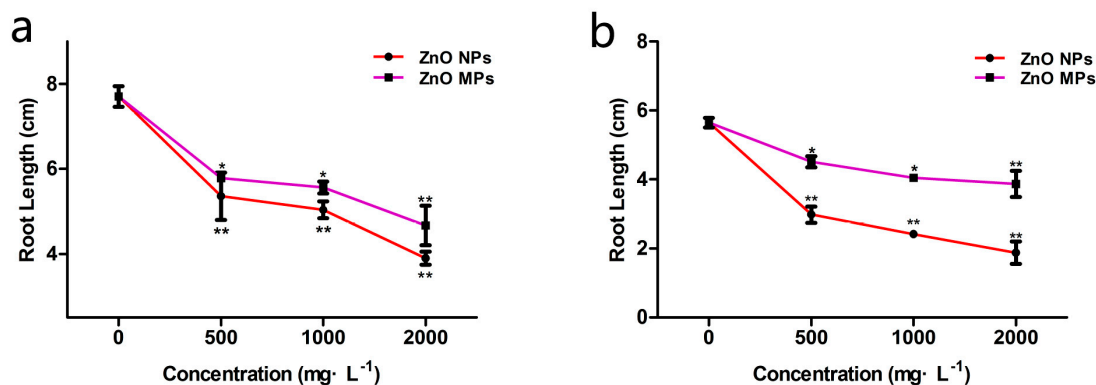 a
ZnO NPs
ZnO MPs
Root Length (cm)
8
6
4
*
*
**
**
**
**
0
500
1000
2000
Concentration (mg· L⁻¹)
b
ZnO NPs
ZnO MPs
Root Length (cm)
8
6
4
2
0
*
*
**
**
**
**
0
500
1000
2000
Concentration (mg· L⁻¹)